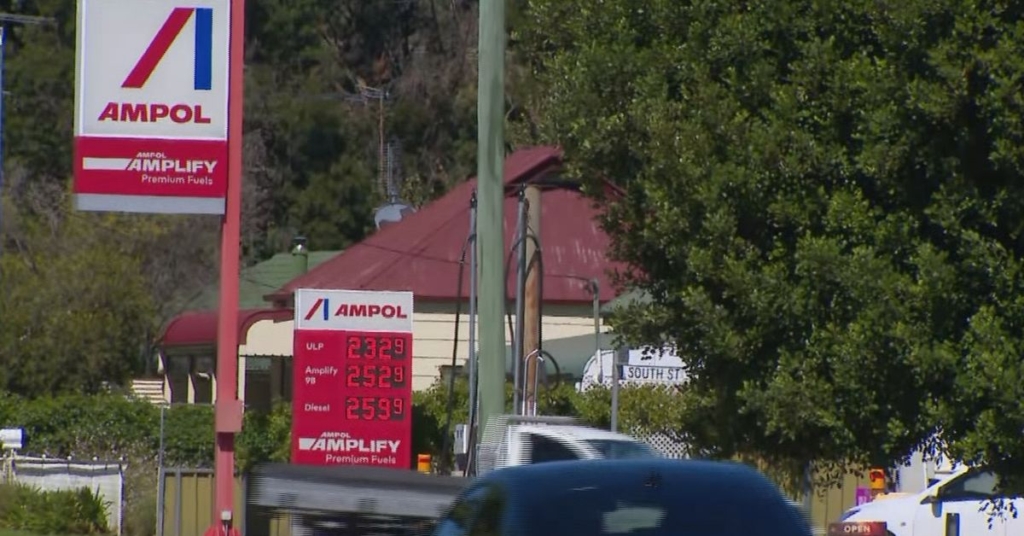 AMPOL
AMPOL
AMPLIFY
Premium Fuels
AMPOL
ULP 232.9
Amplify 98 252.9
Diesel 259.9
AMPOL
AMPLIFY
Premium Fuels
SOUTH ST
OPEN